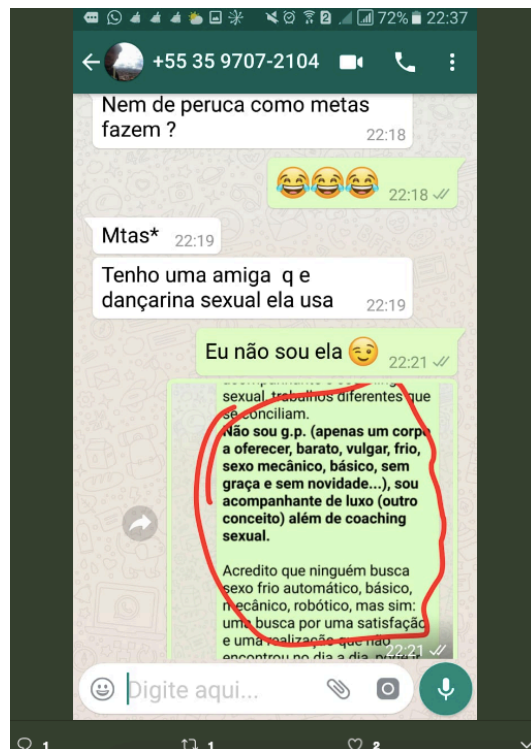 72% 22:37
+55 35 9707-2104
Nem de peruca como metas
fazem ?
22:18
22:18
Mtas* 22:19
Tenho uma amiga q e
dançarina sexual ela usa
22:19
Eu não sou ela
22:21
sexual, trabalhos diferentes que
se conciliam.
Não sou g.p. (apenas um corpo
a oferecer, barato, vulgar, frio,
sexo mecânico, básico, sem
graça e sem novidade...), sou
acompanhante de luxo (outro
conceito) além de coaching
sexual.
Acredito que ninguém busca
sexo frio automático, básico,
mecânico, robótico, mas sim:
uma busca por uma satisfação
e uma realização que não
encontrou no dia a dia,
22:21
Digite aqui...
1 1 2